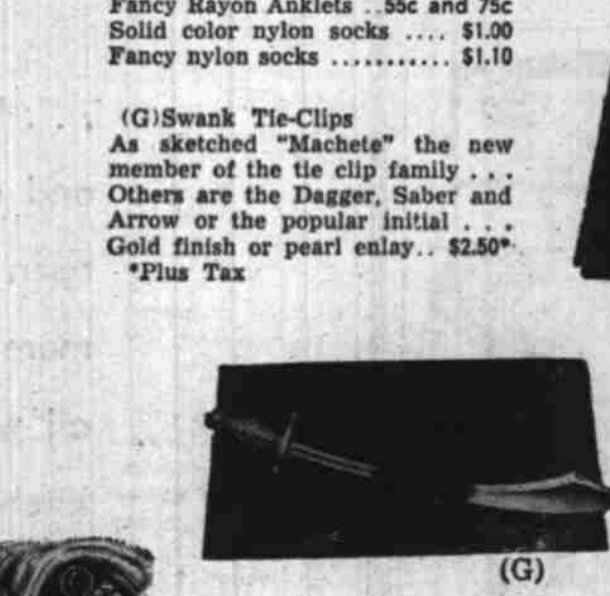 Fancy Rayon Anklets ..55c and 75c
Solid color nylon socks .... $1.00
Fancy nylon socks ........... $1.10
(G)Swank Tie-Clips
As sketched "Machete" the new
member of the tie clip family . . .
Others are the Dagger, Saber and
Arrow or the popular initial . . .
Gold finish or pearl enlay.. $2.50*
*Plus Tax
(G)